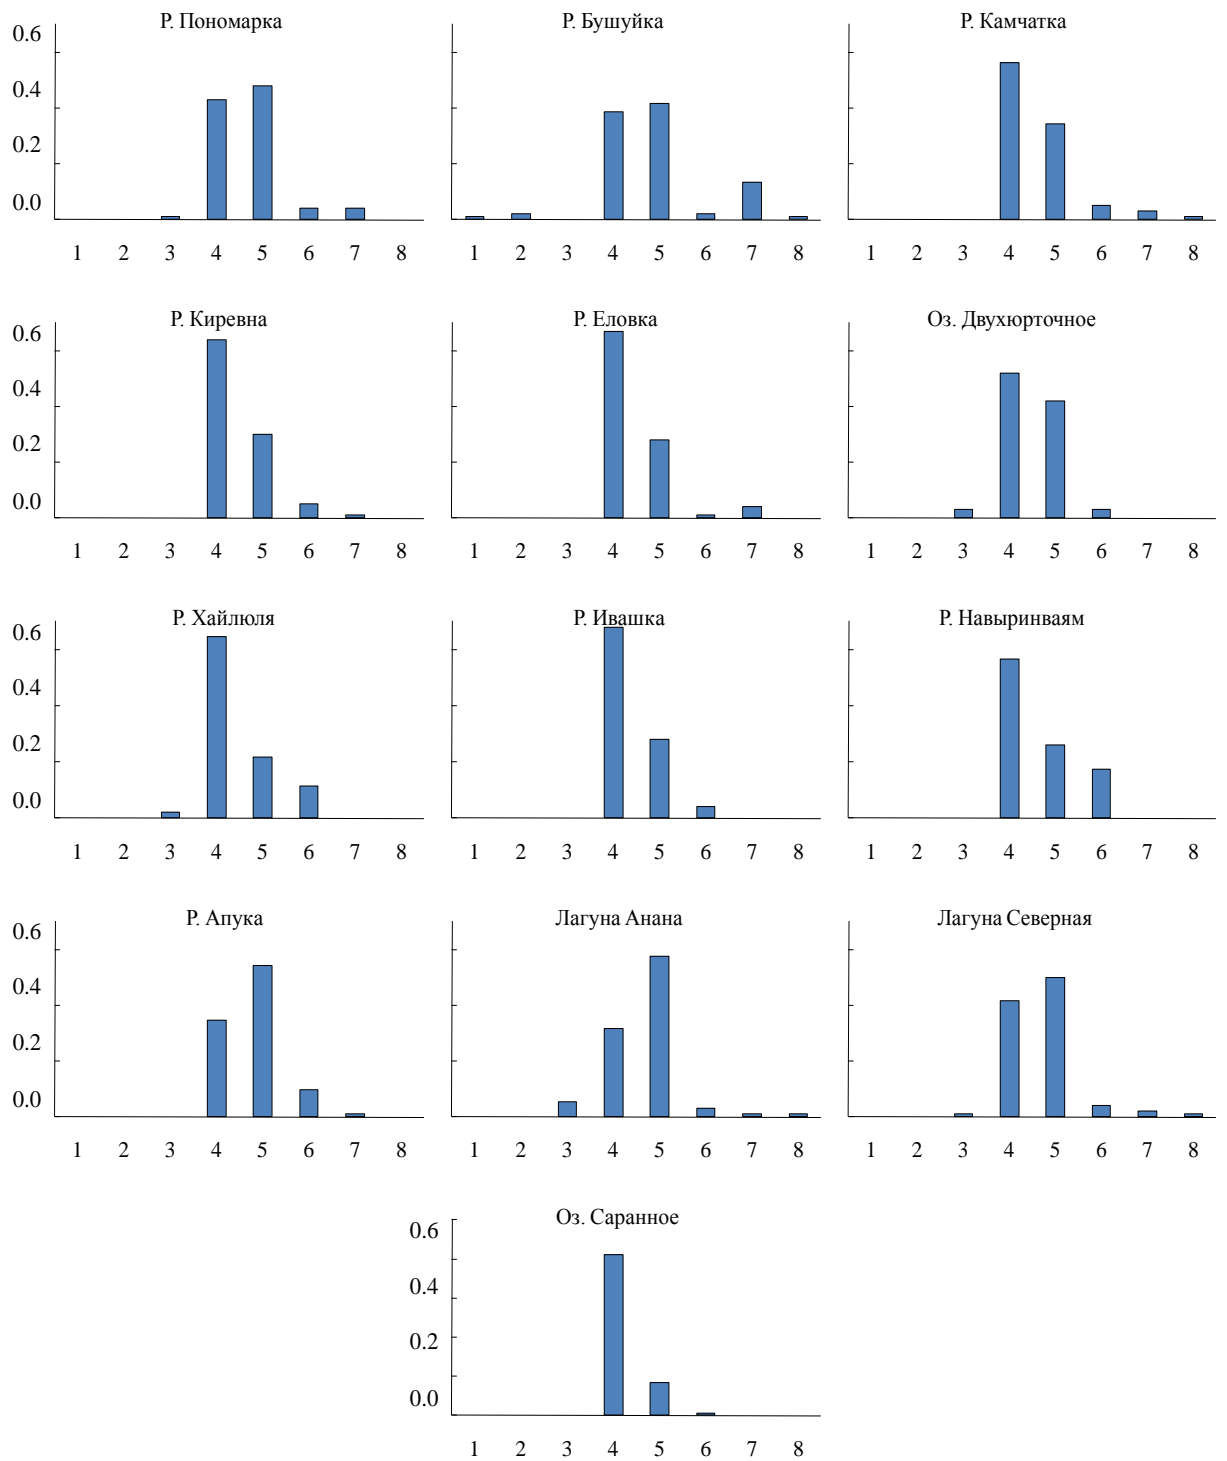 Р. Пономарка Р. Бушуйка Р. Камчатка
0.6
0.4
0.2
0.0
1 2 3 4 5 6 7 8 1 2 3 4 5 6 7 8 1 2 3 4 5 6 7 8
Р. Киревна Р. Еловка Оз. Двухюрточное
0.6
0.4
0.2
0.0
1 2 3 4 5 6 7 8 1 2 3 4 5 6 7 8 1 2 3 4 5 6 7 8
Р. Хайлюля Р. Ивашка Р. Навыринваям
0.6
0.4
0.2
0.0
1 2 3 4 5 6 7 8 1 2 3 4 5 6 7 8 1 2 3 4 5 6 7 8
Р. Апука Лагуна Анана Лагуна Северная
0.6
0.4
0.2
0.0
1 2 3 4 5 6 7 8 1 2 3 4 5 6 7 8 1 2 3 4 5 6 7 8
Оз. Саранное
0.6
0.4
0.2
0.0
1 2 3 4 5 6 7 8